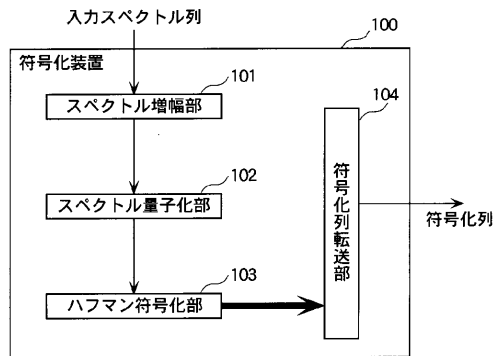 入力スペクトル列
100
符号化装置
101
スペクトル増幅部
104
102
スペクトル量子化部
符号化列転送部
符号化列
103
ハフマン符号化部